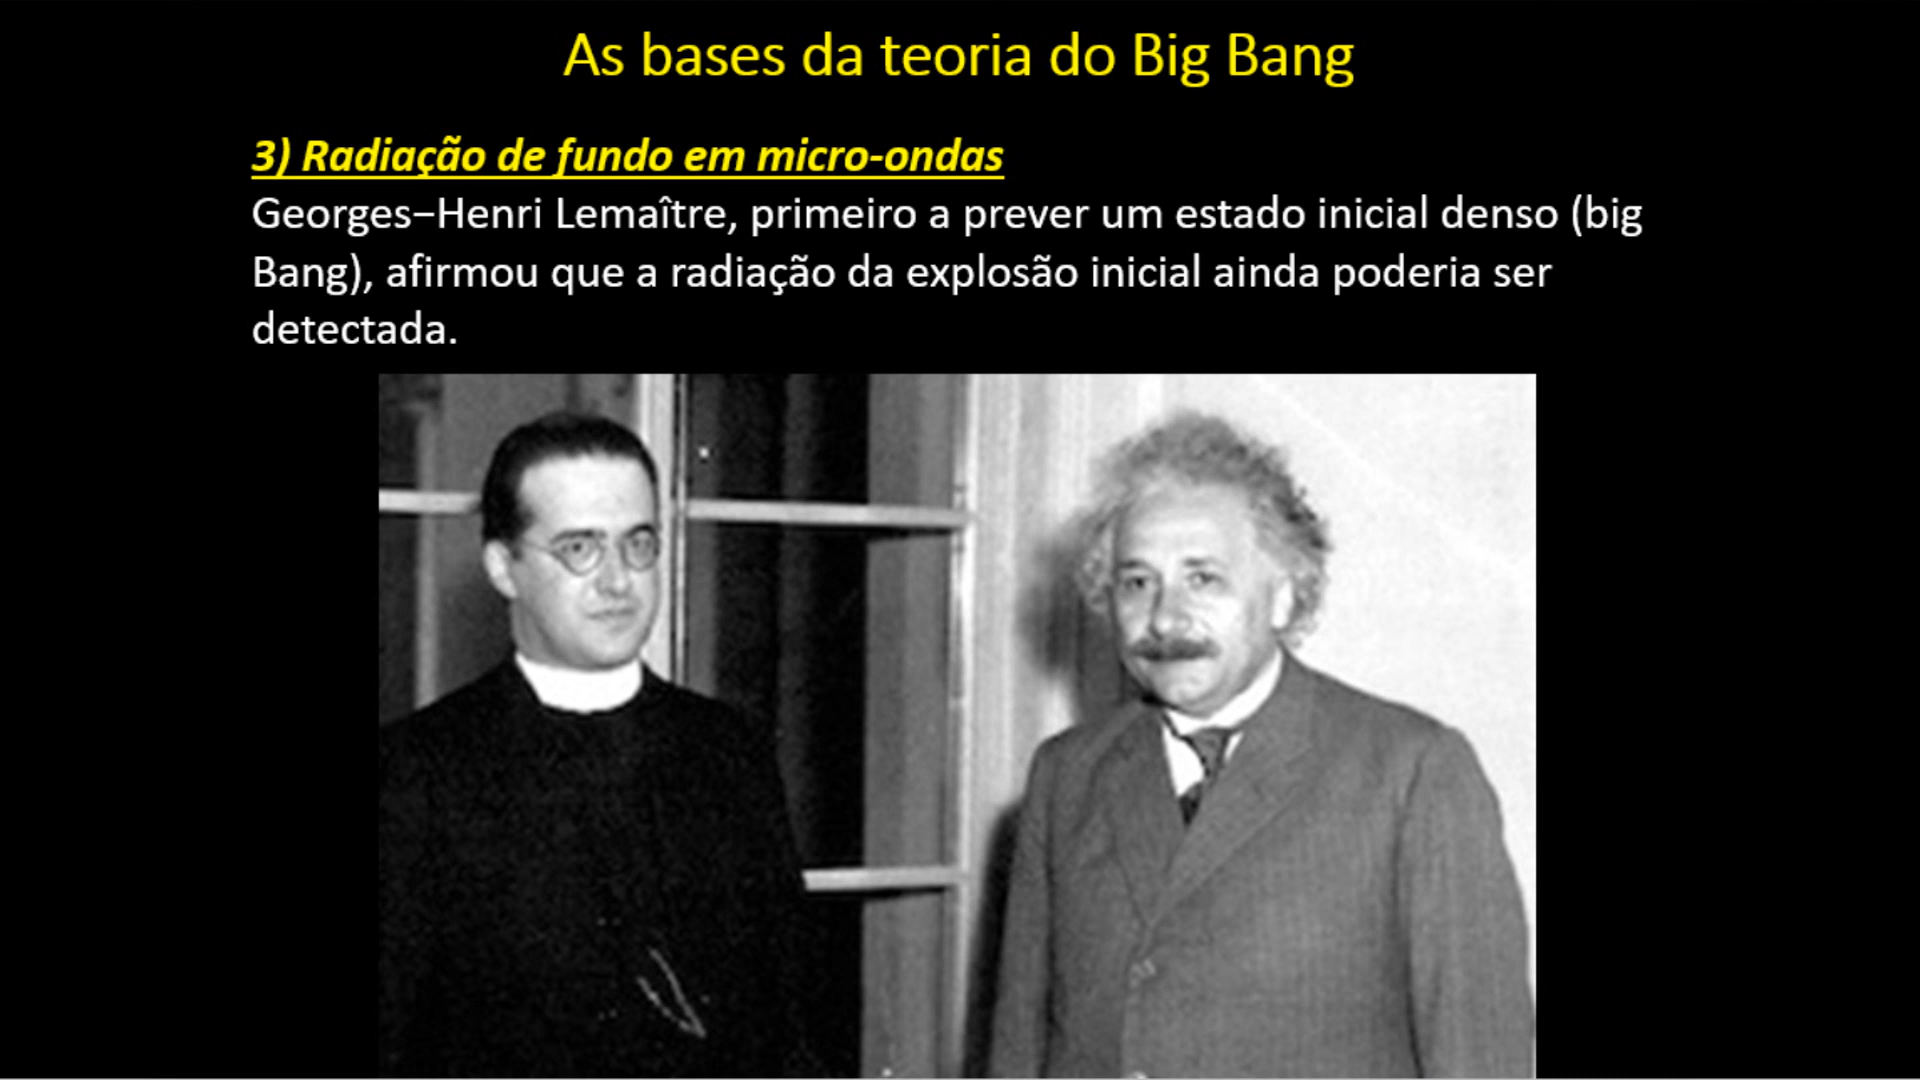 As bases da teoria do Big Bang
3) Radiação de fundo em micro-ondas
Georges–Henri Lemaître, primeiro a prever um estado inicial denso (big
Bang), afirmou que a radiação da explosão inicial ainda poderia ser
detectada.